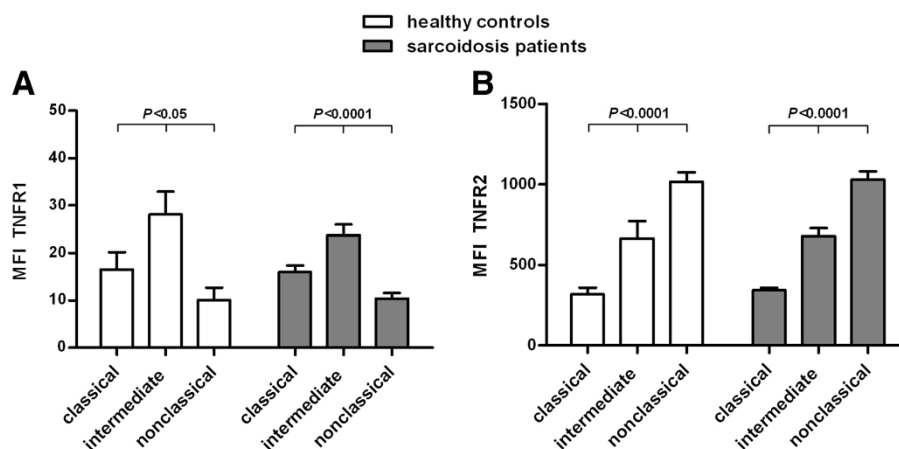 healthy controls
sarcoidosis patients
A
P<0.05
P<0.0001
50
40
30
20
10
0
MFI TNFR1
classical
intermediate
nonclassical
classical
intermediate
nonclassical
B
P<0.0001
P<0.0001
1500
1000
500
0
MFI TNFR2
classical
intermediate
nonclassical
classical
intermediate
nonclassical